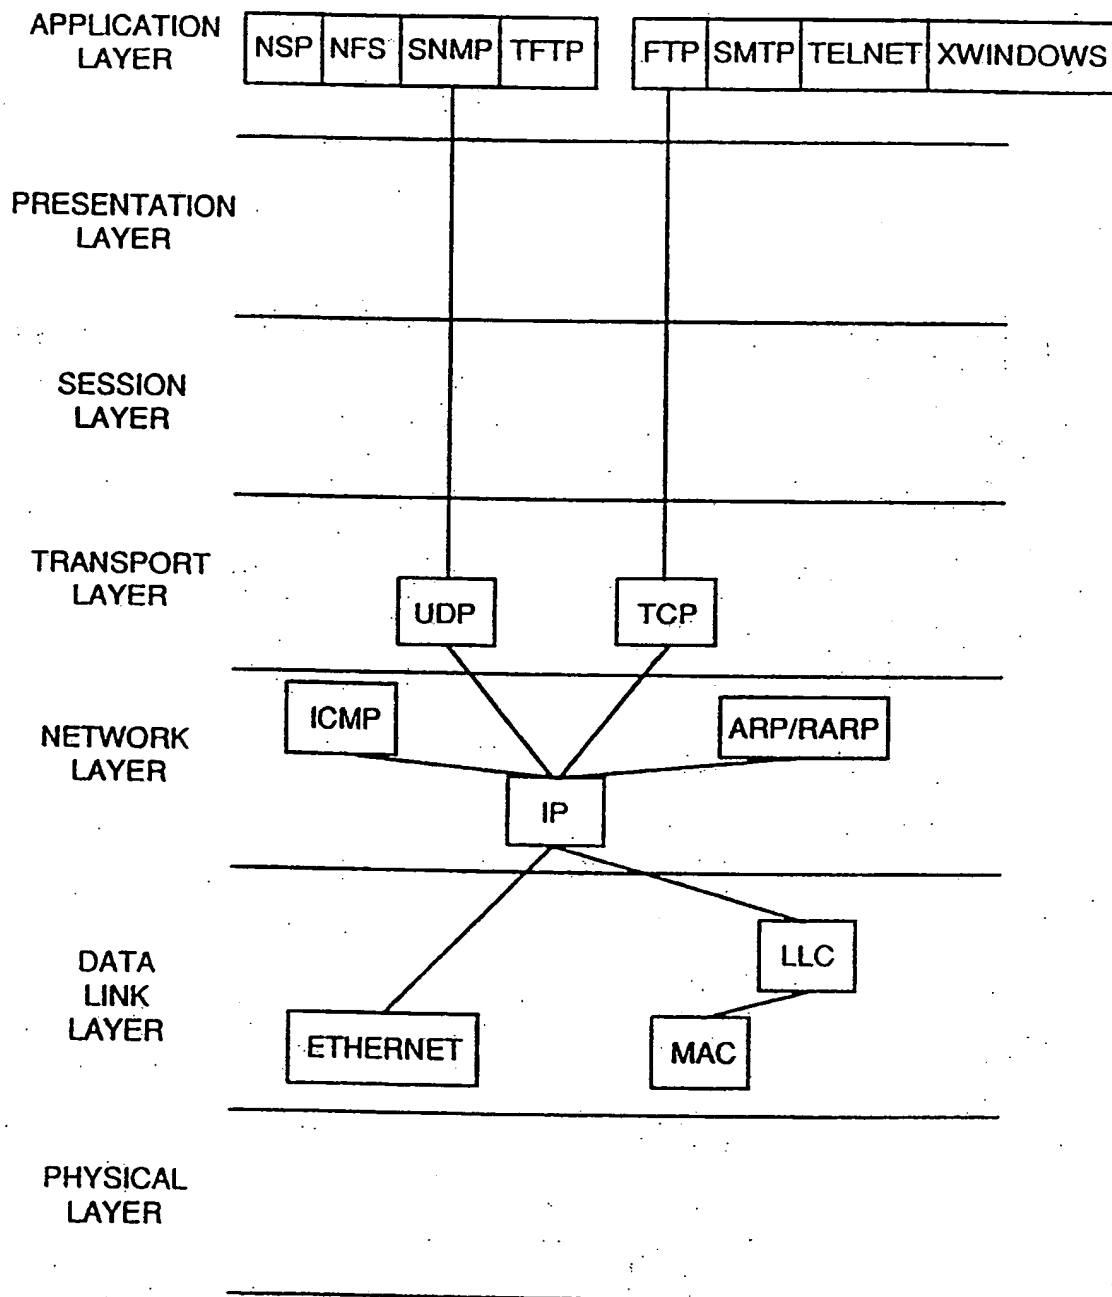 APPLICATION
LAYER
NSP NFS SNMP TFTP FTP SMTP TELNET XWINDOWS
PRESENTATION
LAYER
SESSION
LAYER
TRANSPORT
LAYER
UDP TCP
NETWORK
LAYER
ICMP ARP/RARP
IP
DATA
LINK
LAYER
LLC
ETHERNET MAC
PHYSICAL
LAYER